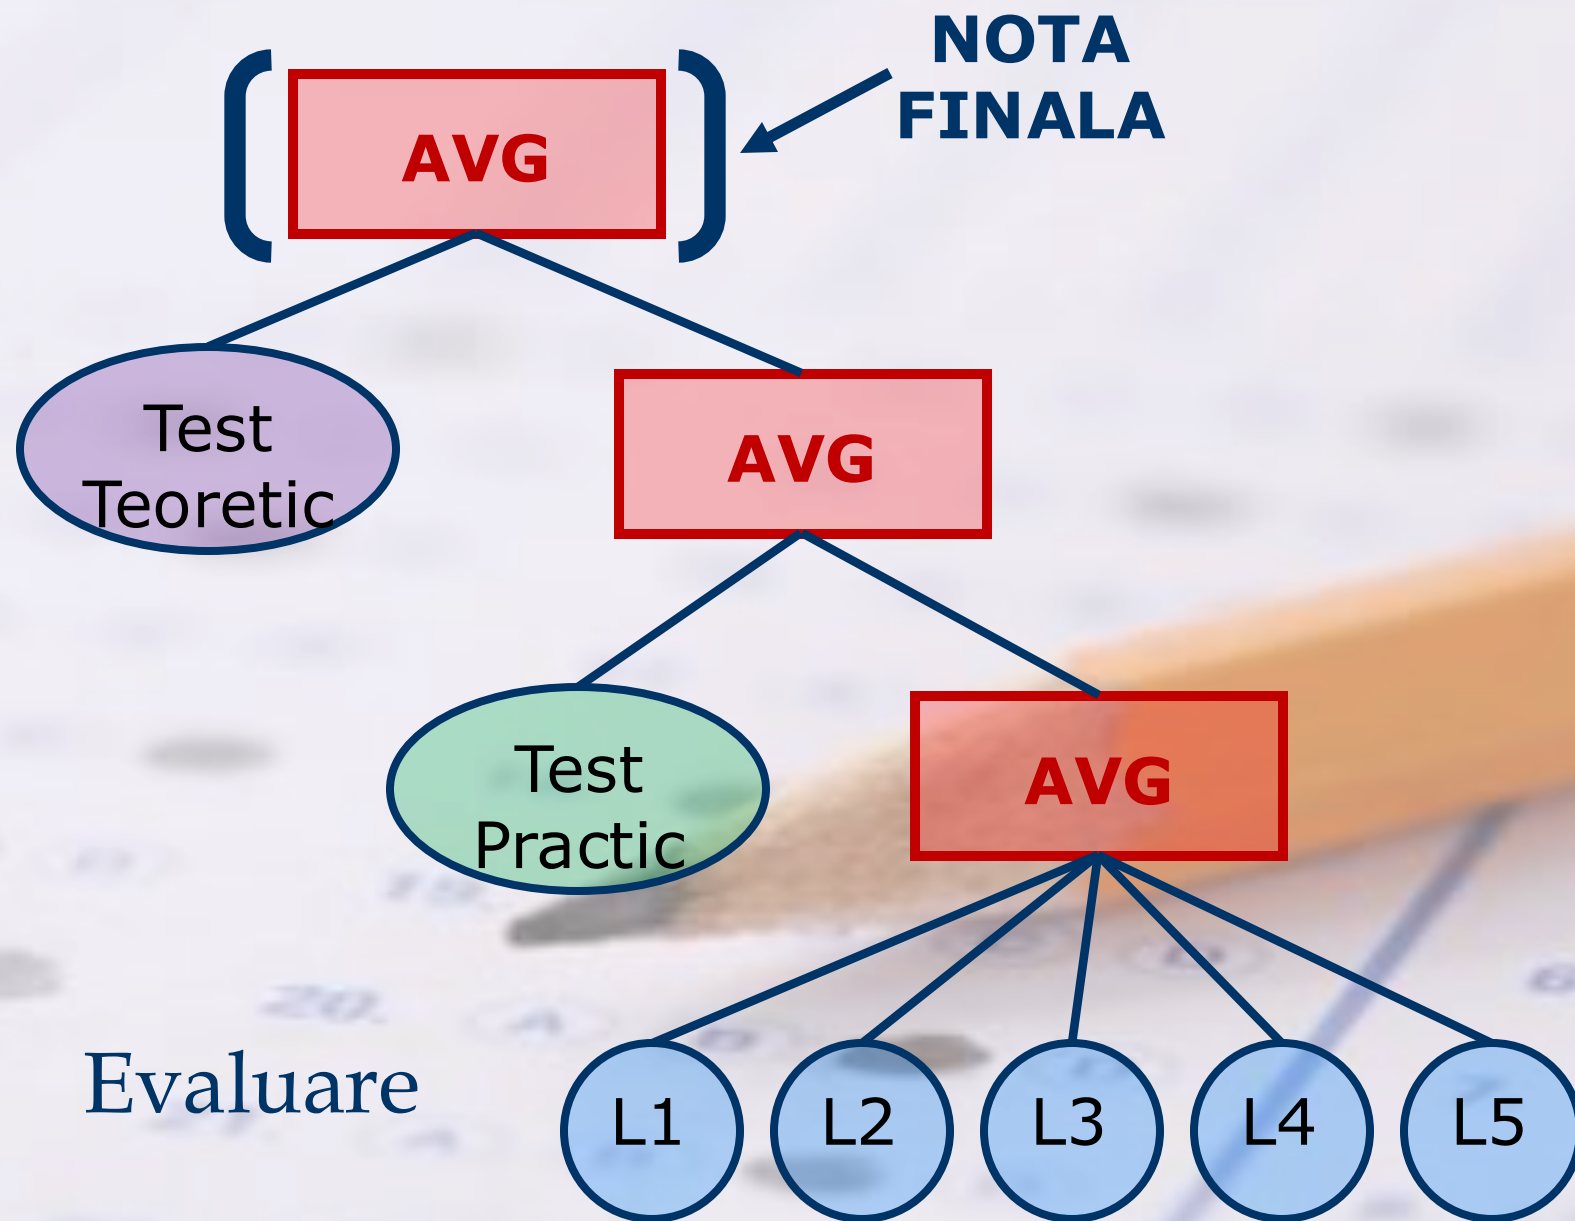 NOTA
FINALA
AVG
Test
Teoretic
AVG
Test
Practic
AVG
Evaluare
L1
L2
L3
L4
L5